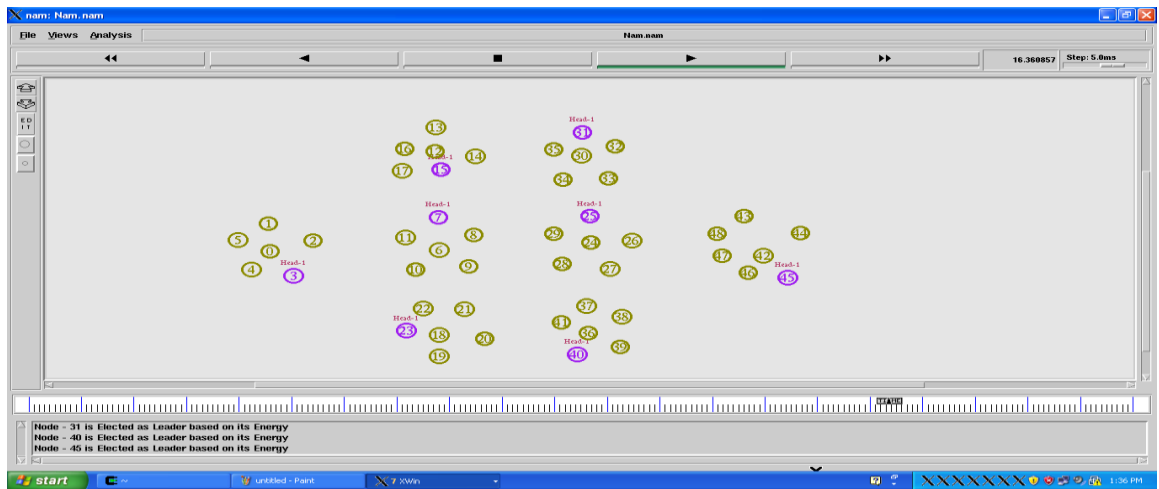 nam: Nam.nam
File Views Analysis Nam.nam
16.360857 Step: 5.0ms
ED
IT
13
Head-1
31
16 12 14
Head-1
35 30 32
17 15
34 33
Head-1
7
Head-1
25
43
1
5 0 2
11 6 8
29 24 26
48 44
4 Head-1
3
10 9
28 27
47 42
46 Head-1
45
22 21
37
Head-1
23 18 20
41 36 38
19
Head-1
40 39
Node - 31 is Elected as Leader based on its Energy
Node - 40 is Elected as Leader based on its Energy
Node - 45 is Elected as Leader based on its Energy
start ~ untitled - Paint 7 XWin 1:36 PM